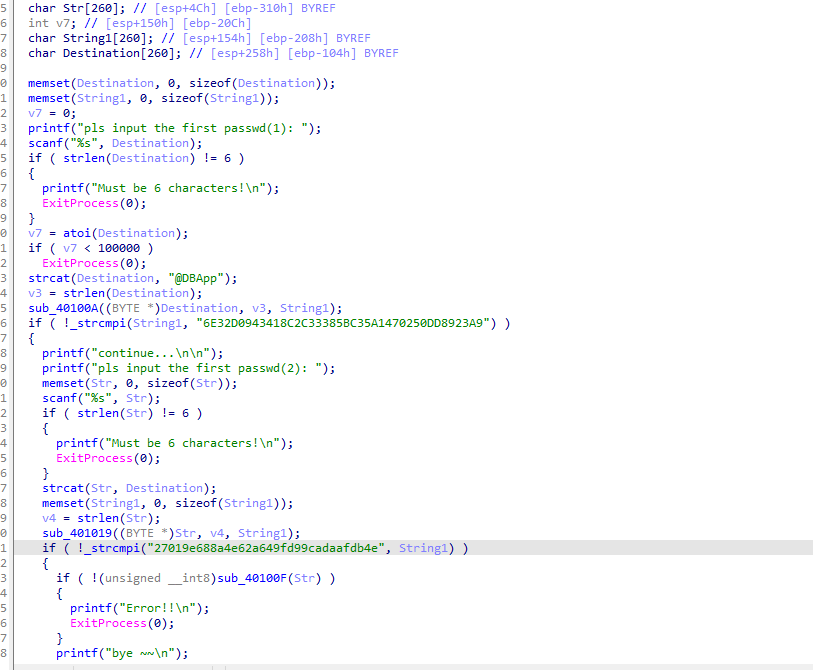 5 char Str[260]; // [esp+4Ch] [ebp-310h] BYREF
6 int v7; // [esp+150h] [ebp-20Ch]
7 char String1[260]; // [esp+154h] [ebp-208h] BYREF
8 char Destination[260]; // [esp+258h] [ebp-104h] BYREF
9
0 memset(Destination, 0, sizeof(Destination));
1 memset(String1, 0, sizeof(String1));
2 v7 = 0;
3 printf("pls input the first passwd(1): ");
4 scanf("%s", Destination);
5 if ( strlen(Destination) != 6 )
6 {
7 printf("Must be 6 characters!\n");
8 ExitProcess(0);
9 }
0 v7 = atoi(Destination);
1 if ( v7 < 100000 )
2 ExitProcess(0);
3 strcat(Destination, "@DBApp");
4 v3 = strlen(Destination);
5 sub_40100A((BYTE *)Destination, v3, String1);
6 if ( !_strcmpi(String1, "6E32D0943418C2C33385BC35A1470250DD8923A9") )
7 {
8 printf("continue...\n\n");
9 printf("pls input the first passwd(2): ");
0 memset(Str, 0, sizeof(Str));
1 scanf("%s", Str);
2 if ( strlen(Str) != 6 )
3 {
4 printf("Must be 6 characters!\n");
5 ExitProcess(0);
6 }
7 strcat(Str, Destination);
8 memset(String1, 0, sizeof(String1));
9 v4 = strlen(Str);
0 sub_401019((BYTE *)Str, v4, String1);
1 if ( !_strcmpi("27019e688a4e62a649fd99cadaafdb4e", String1) )
2 {
3 if ( !(unsigned __int8)sub_40100F(Str) )
4 {
5 printf("Error!!\n");
6 ExitProcess(0);
7 }
8 printf("bye ~~\n");